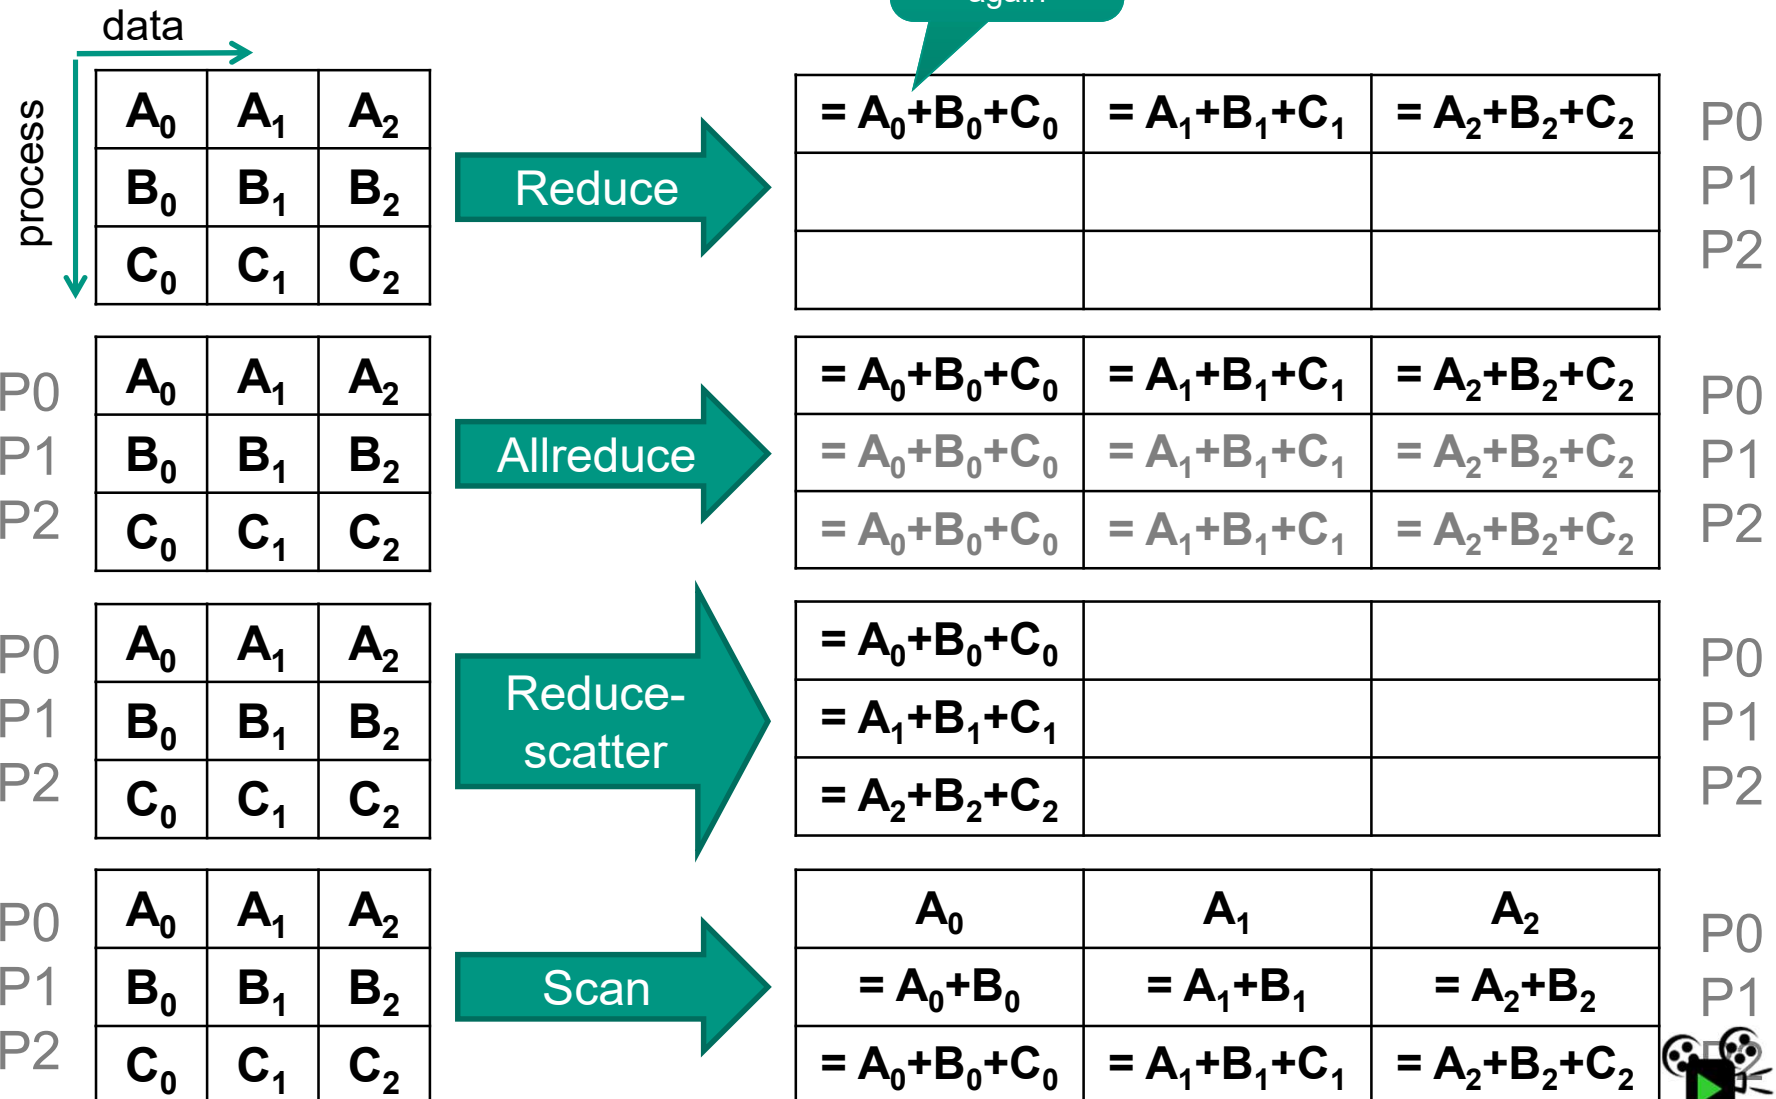 again
data
process
A₀ A₁ A₂
B₀ B₁ B₂
C₀ C₁ C₂
Reduce
= A₀+B₀+C₀ = A₁+B₁+C₁ = A₂+B₂+C₂
P0
P1
P2
P0
P1
P2
A₀ A₁ A₂
B₀ B₁ B₂
C₀ C₁ C₂
Allreduce
= A₀+B₀+C₀ = A₁+B₁+C₁ = A₂+B₂+C₂
= A₀+B₀+C₀ = A₁+B₁+C₁ = A₂+B₂+C₂
= A₀+B₀+C₀ = A₁+B₁+C₁ = A₂+B₂+C₂
P0
P1
P2
P0
P1
P2
A₀ A₁ A₂
B₀ B₁ B₂
C₀ C₁ C₂
Reduce-
scatter
= A₀+B₀+C₀
= A₁+B₁+C₁
= A₂+B₂+C₂
P0
P1
P2
P0
P1
P2
A₀ A₁ A₂
B₀ B₁ B₂
C₀ C₁ C₂
Scan
A₀ A₁ A₂
= A₀+B₀ = A₁+B₁ = A₂+B₂
= A₀+B₀+C₀ = A₁+B₁+C₁ = A₂+B₂+C₂
P0
P1